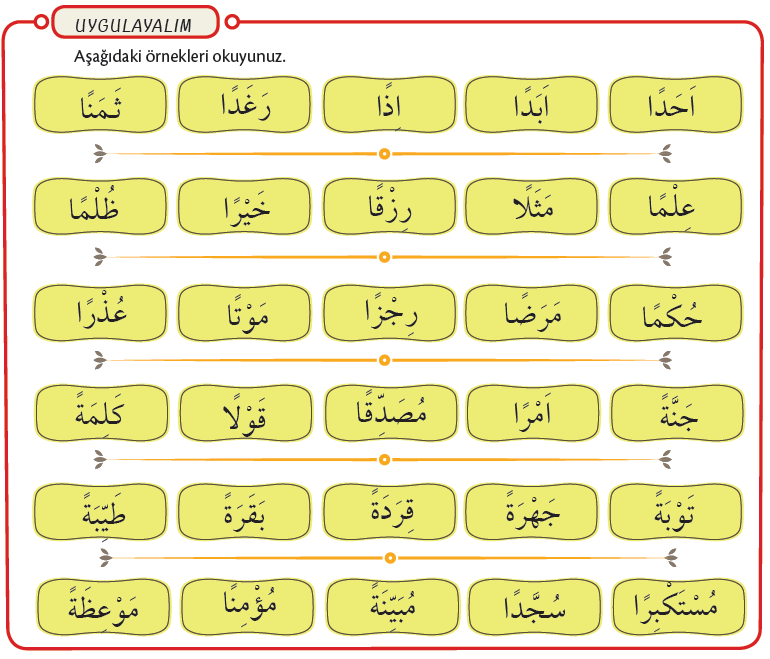 UYGULAYALIM
Aşağıdaki örnekleri okuyunuz.
اَحَدًا اَبَدًا اِذًا رَغَدًا ثَمَنًا
عِلْمًا مَثَلًا رِزْقًا خَيْرًا ظُلْمًا
حُكْمًا مَرَضًا رِجْزًا مَوْتًا عُذْرًا
جَنَّةً اَمْرًا مُصَدِّقًا قَوْلًا كَلِمَةً
تَوْبَةً جَهْرَةً قِرَدَةً بَقَرَةً طَيِّبَةً
مُسْتَكْبِرًا سُجَّدًا مُبَيِّنَةً مُؤْمِنًا مَوْعِظَةً